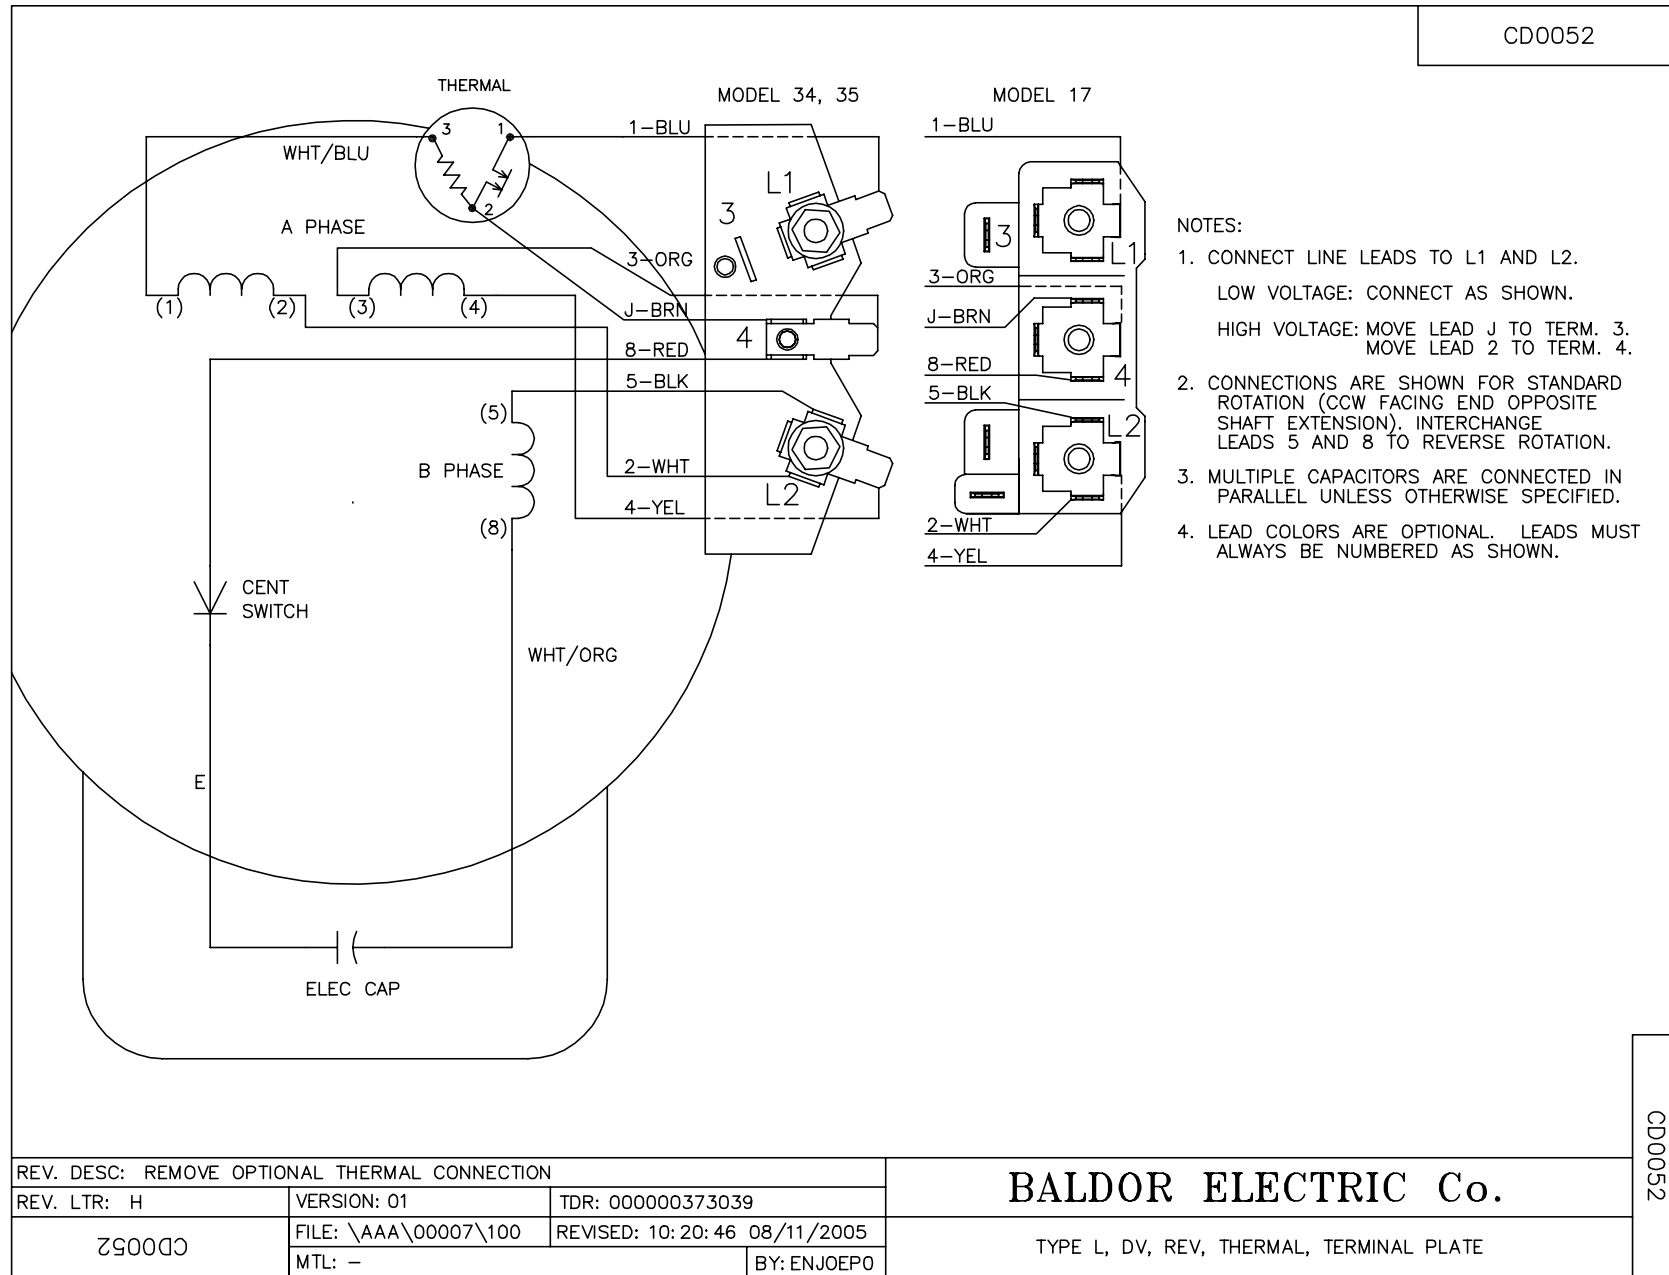 CD0052
THERMAL
MODEL 34, 35
MODEL 17
3
1
2
WHT/BLU
1-BLU
1-BLU
A PHASE
L1
3
3
L1
3-ORG
3-ORG
(1)
(2)
(3)
(4)
J-BRN
J-BRN
4
8-RED
8-RED
4
5-BLK
5-BLK
(5)
L2
B PHASE
2-WHT
L2
4-YEL
(8)
2-WHT
4-YEL
CENT
SWITCH
WHT/ORG
E
ELEC CAP
NOTES:
1. CONNECT LINE LEADS TO L1 AND L2.
LOW VOLTAGE: CONNECT AS SHOWN.
HIGH VOLTAGE: MOVE LEAD J TO TERM. 3.
MOVE LEAD 2 TO TERM. 4.
2. CONNECTIONS ARE SHOWN FOR STANDARD
ROTATION (CCW FACING END OPPOSITE
SHAFT EXTENSION). INTERCHANGE
LEADS 5 AND 8 TO REVERSE ROTATION.
3. MULTIPLE CAPACITORS ARE CONNECTED IN
PARALLEL UNLESS OTHERWISE SPECIFIED.
4. LEAD COLORS ARE OPTIONAL. LEADS MUST
ALWAYS BE NUMBERED AS SHOWN.
CD0052
REV. DESC: REMOVE OPTIONAL THERMAL CONNECTION
REV. LTR: H
VERSION: 01
TDR: 000000373039
FILE: \AAA\00007\100
REVISED: 10:20:46 08/11/2005
CD0052
MTL: -
BY: ENJOEPO
BALDOR ELECTRIC Co.
TYPE L, DV, REV, THERMAL, TERMINAL PLATE